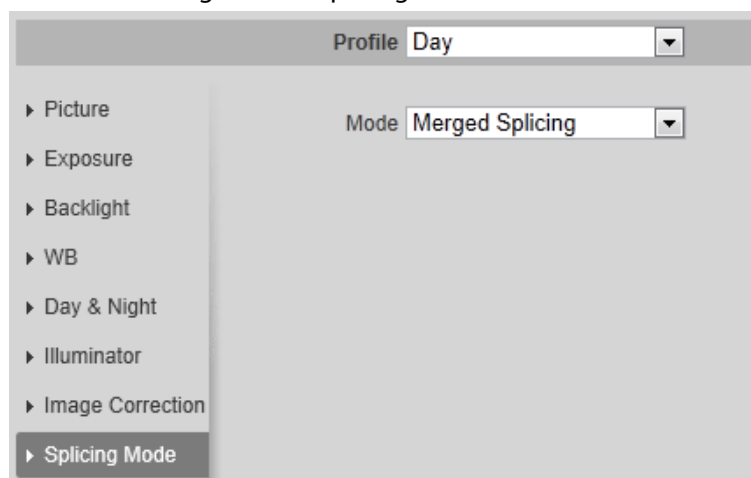 Profile Day
Picture
Mode Merged Splicing
Exposure
Backlight
WB
Day & Night
Illuminator
Image Correction
Splicing Mode